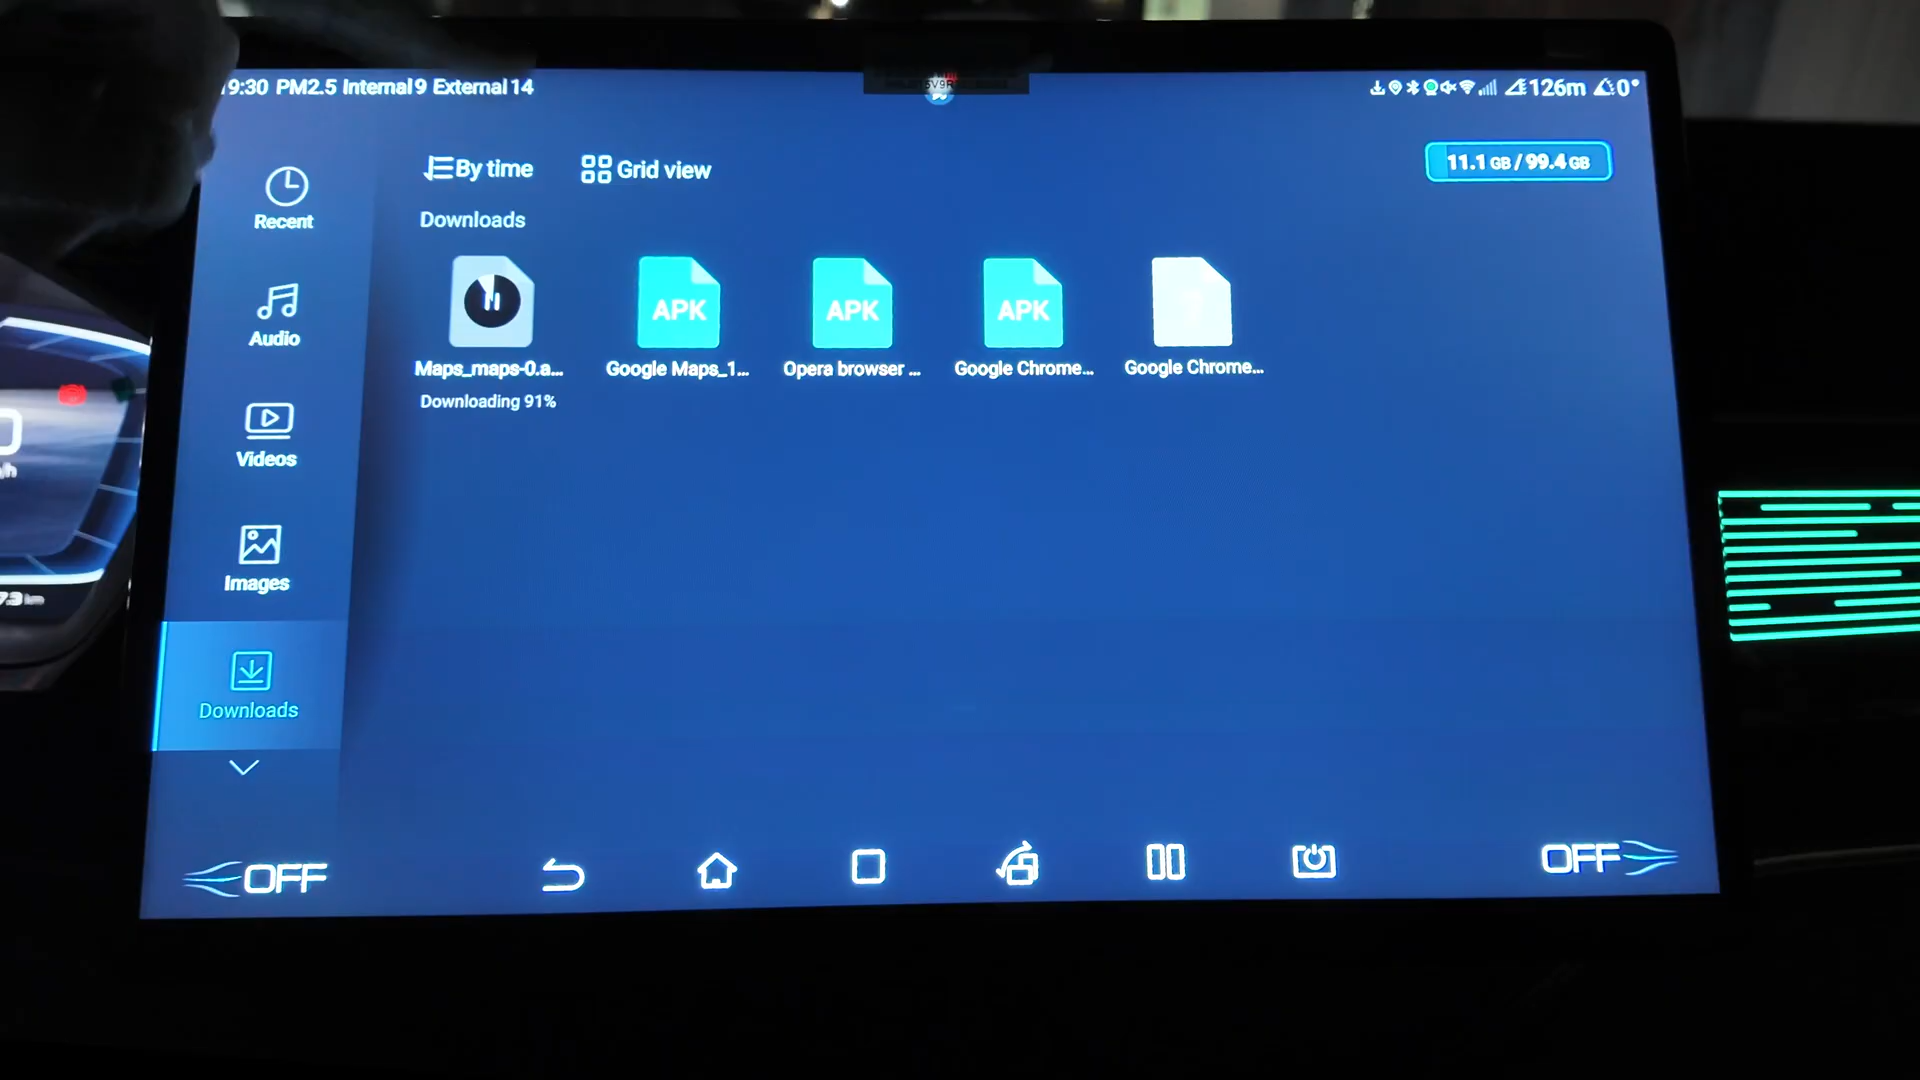 9:30 PM2.5 Internal 9 External 14
126m 0°
By time
Grid view
11.1 GB / 99.4 GB
Recent
Audio
Videos
Images
Downloads
Downloads
APK
APK
APK
Maps_maps-0.a...
Google Maps_1...
Opera browser ...
Google Chrome...
Google Chrome...
Downloading 91%
OFF
OFF